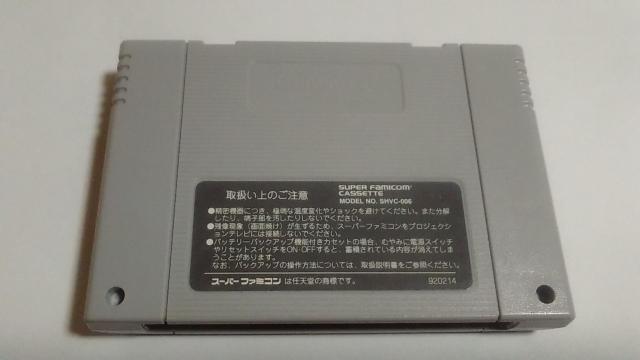 取扱い上のご注意
SUPER FAMICOM
CASSETTE
MODEL NO. SHVC-006
●精密機器につき、極端な温度変化やショックを避けてください。また分解
したり、端子部を汚したりしないでください。
●残像現象(画面焼け)が生ずるため、スーパーファミコンをプロジェクシ
ョンテレビには接続しないでください。
●バッテリーバックアップ機能付きカセットの場合、むやみに電源スイッチ
やリセットスイッチをON・OFFすると、蓄積されている内容が消えてしま
うことがあります。
なお、バックアップの操作方法については、取扱説明書をご参照ください。
スーパーファミコンは任天堂の商標です。
920214